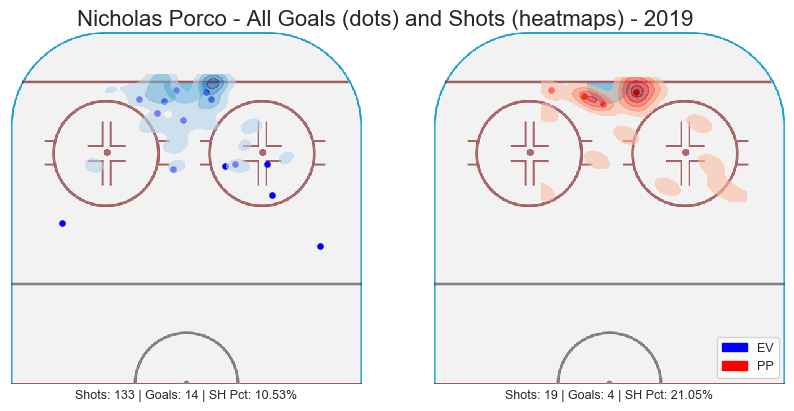 Nicholas Porco - All Goals (dots) and Shots (heatmaps) - 2019
EV
PP
Shots: 133 | Goals: 14 | SH Pct: 10.53%
Shots: 19 | Goals: 4 | SH Pct: 21.05%